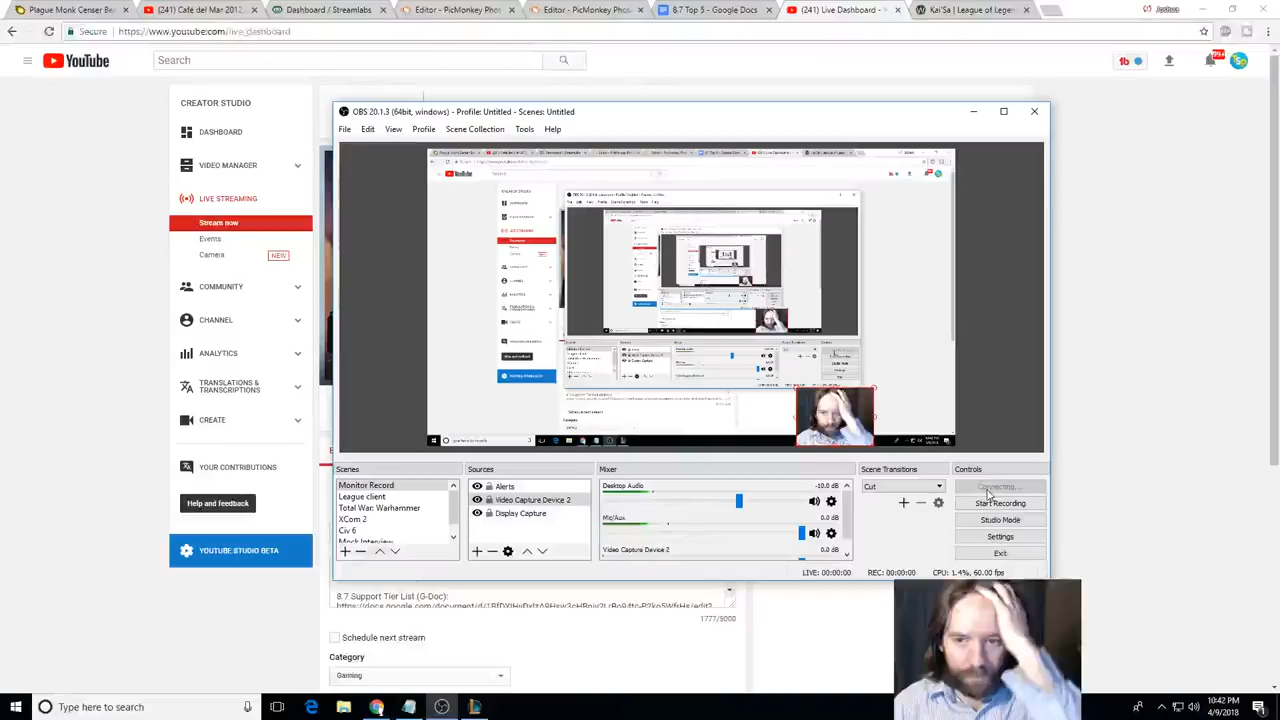 Plague Monk Censer Bea
(241) Café del Mar 2012
Dashboard / Streamlabs
Editor - PicMonkey Phot
Editor - PicMonkey Phot
8.7 Top 5 - Google Docs
(241) Live Dashboard -
Kai'Sa | League of Legen
Joshua
Secure
https://www.youtube.com/live_dashboard
YouTube
Search
99+
CREATOR STUDIO
DASHBOARD
VIDEO MANAGER
LIVE STREAMING
Stream now
Events
Camera
NEW
COMMUNITY
CHANNEL
ANALYTICS
TRANSLATIONS &
TRANSCRIPTIONS
CREATE
YOUR CONTRIBUTIONS
Help and feedback
YOUTUBE STUDIO BETA
OBS 20.1.3 (64bit, windows) - Profile: Untitled - Scenes: Untitled
File Edit View Profile Scene Collection Tools Help
Scenes
Monitor Record
League client
Total War: Warhammer
XCom 2
Civ 6
Mock Interview
Sources
Alerts
Video Capture Device 2
Display Capture
Mixer
Desktop Audio
-10.0 dB
Mic/Aux
0.0 dB
Video Capture Device 2
0.0 dB
Scene Transitions
Cut
Controls
Connecting...
Start Recording
Studio Mode
Settings
Exit
LIVE: 00:00:00
REC: 00:00:00
CPU: 1.4%, 60.00 fps
8.7 Support Tier List (G-Doc):
1777/5000
Schedule next stream
Category
Gaming
Type here to search
10:42 PM
4/9/2018